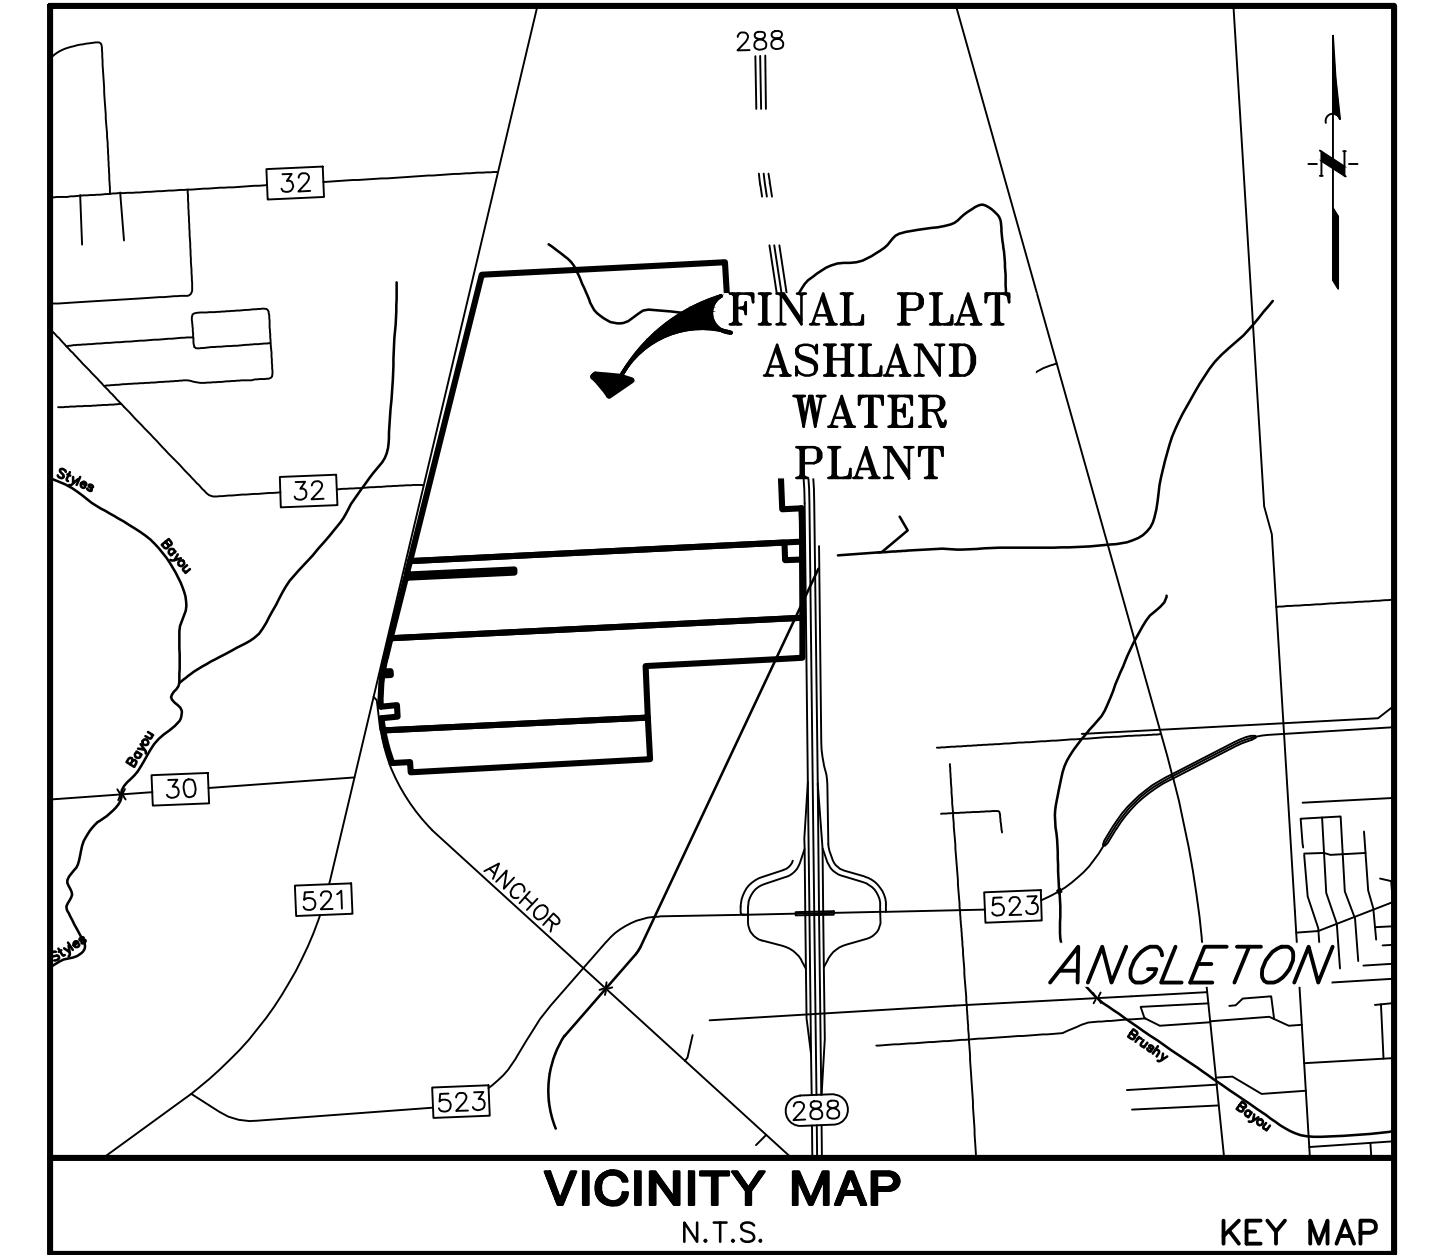 288
32
FINAL PLAT
ASHLAND
WATER
PLANT
N
32
Styles
Bayou
Bayou
30
521
ANCHOR
523
Styles
ANGLETON
Brushy
523
288
Bayou
VICINITY MAP
N.T.S.
KEY MAP